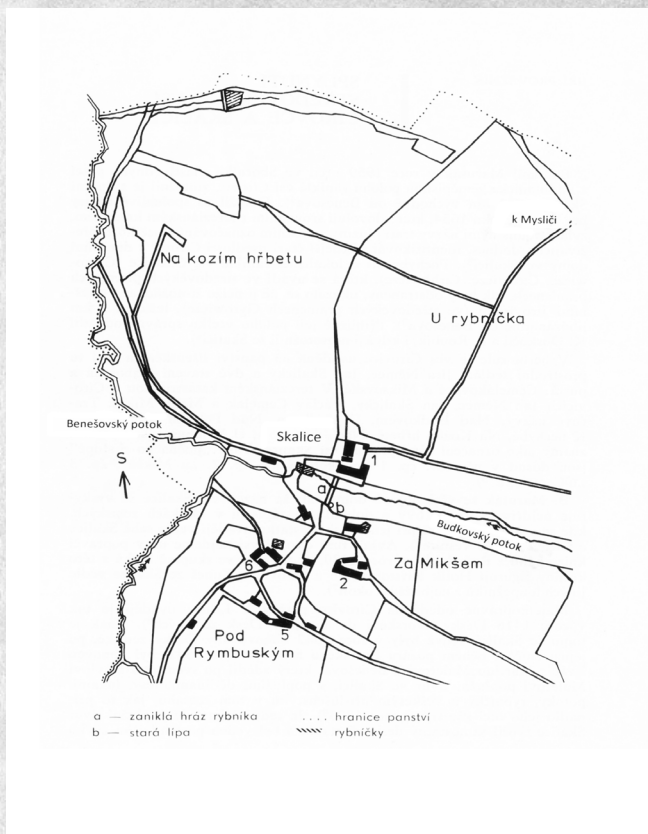 k Mysliči
Na kozím hřbetu
U rybníčka
Benešovský potok
Skalice
S
1
a
b
Budkovský potok
Za Mikšem
6
2
5
Pod
Rymbuským
a — zaniklá hráz rybníka
b — stará lípa
.... hranice panství
rybníčky